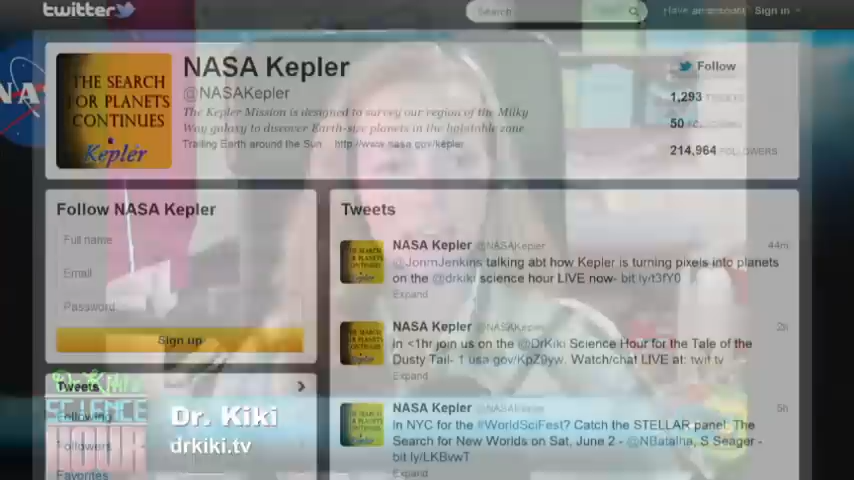 twitter
Search
Have an account? Sign in
NASA
THE SEARCH
FOR PLANETS
CONTINUES
Kepler
NASA Kepler
@NASAKepler
The Kepler Mission is designed to survey our region of the Milky
Way galaxy to discover Earth-size planets in the habitable zone
Trailing Earth around the Sun http://www.nasa.gov/kepler
Follow
1,293 TWEETS
50
214,964 FOLLOWERS
Follow NASA Kepler
Full name
Email
Password
Sign up
Tweets
Following
Followers
Favorites
Tweets
NASA Kepler @NASAKepler 44m
@JonmJenkins talking abt how Kepler is turning pixels into planets
on the @drkiki science hour LIVE now- bit.ly/t3fY0
Expand
NASA Kepler @NASAKepler 2h
In <1hr join us on the @DrKiki Science Hour for the Tale of the
Dusty Tail- 1.usa.gov/KpZ9yw. Watch/chat LIVE at: twit.tv
Expand
NASA Kepler @NASAKepler 5h
In NYC for the #WorldSciFest? Catch the STELLAR panel: The
Search for New Worlds on Sat, June 2 - @NBatalha, S Seager -
bit.ly/LKBvwT
Expand
Dr. Kiki's
SCIENCE
HOUR
Dr. Kiki
drkiki.tv